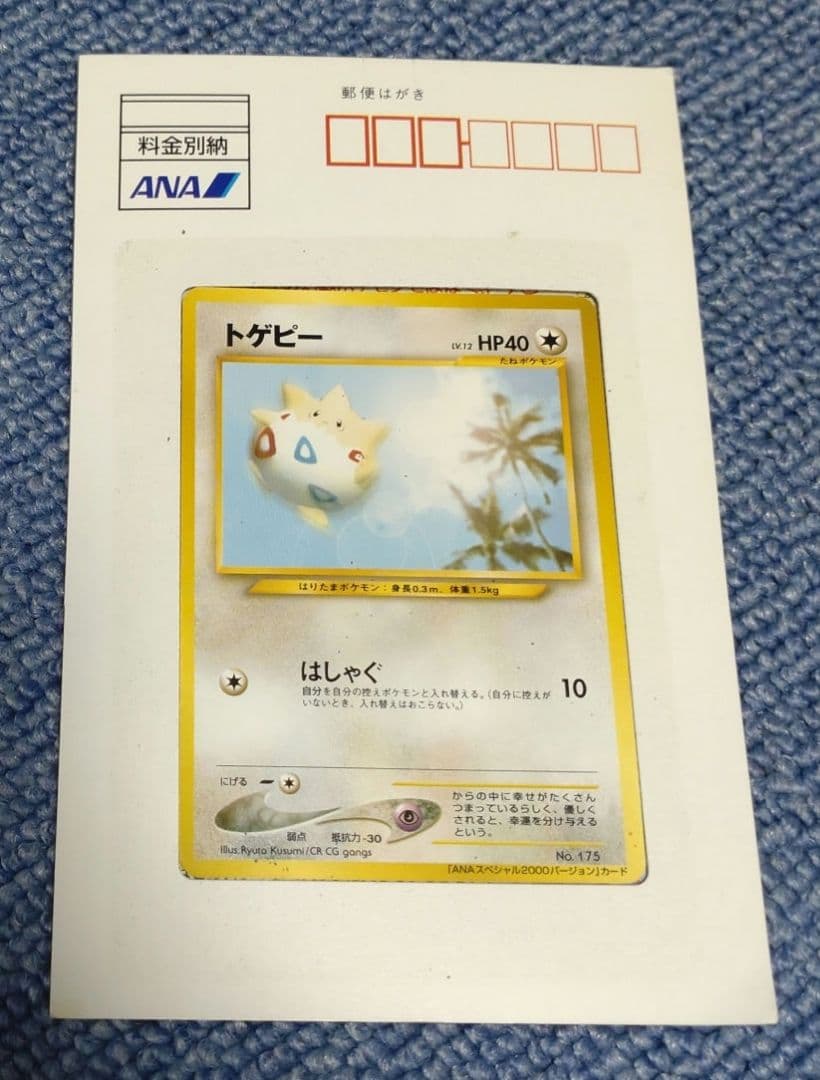 郵便はがき
料金別納
ANA
トゲピー
LV.12 HP40
たねポケモン
はりたまポケモン：身長0.3m、体重1.5kg
はしゃぐ 10
自分を自分の控えポケモンと入れ替える。（自分に控えが
いないとき、入れ替えはおこらない。）
にげる
弱点 抵抗力 -30
からの中に幸せがたくさん
つまっているらしく、優しく
されると、幸運を分け与える
という。
Illus.Ryuta Kusumi/CR CG gangs
No. 175
「ANAスペシャル2000バージョン」カード